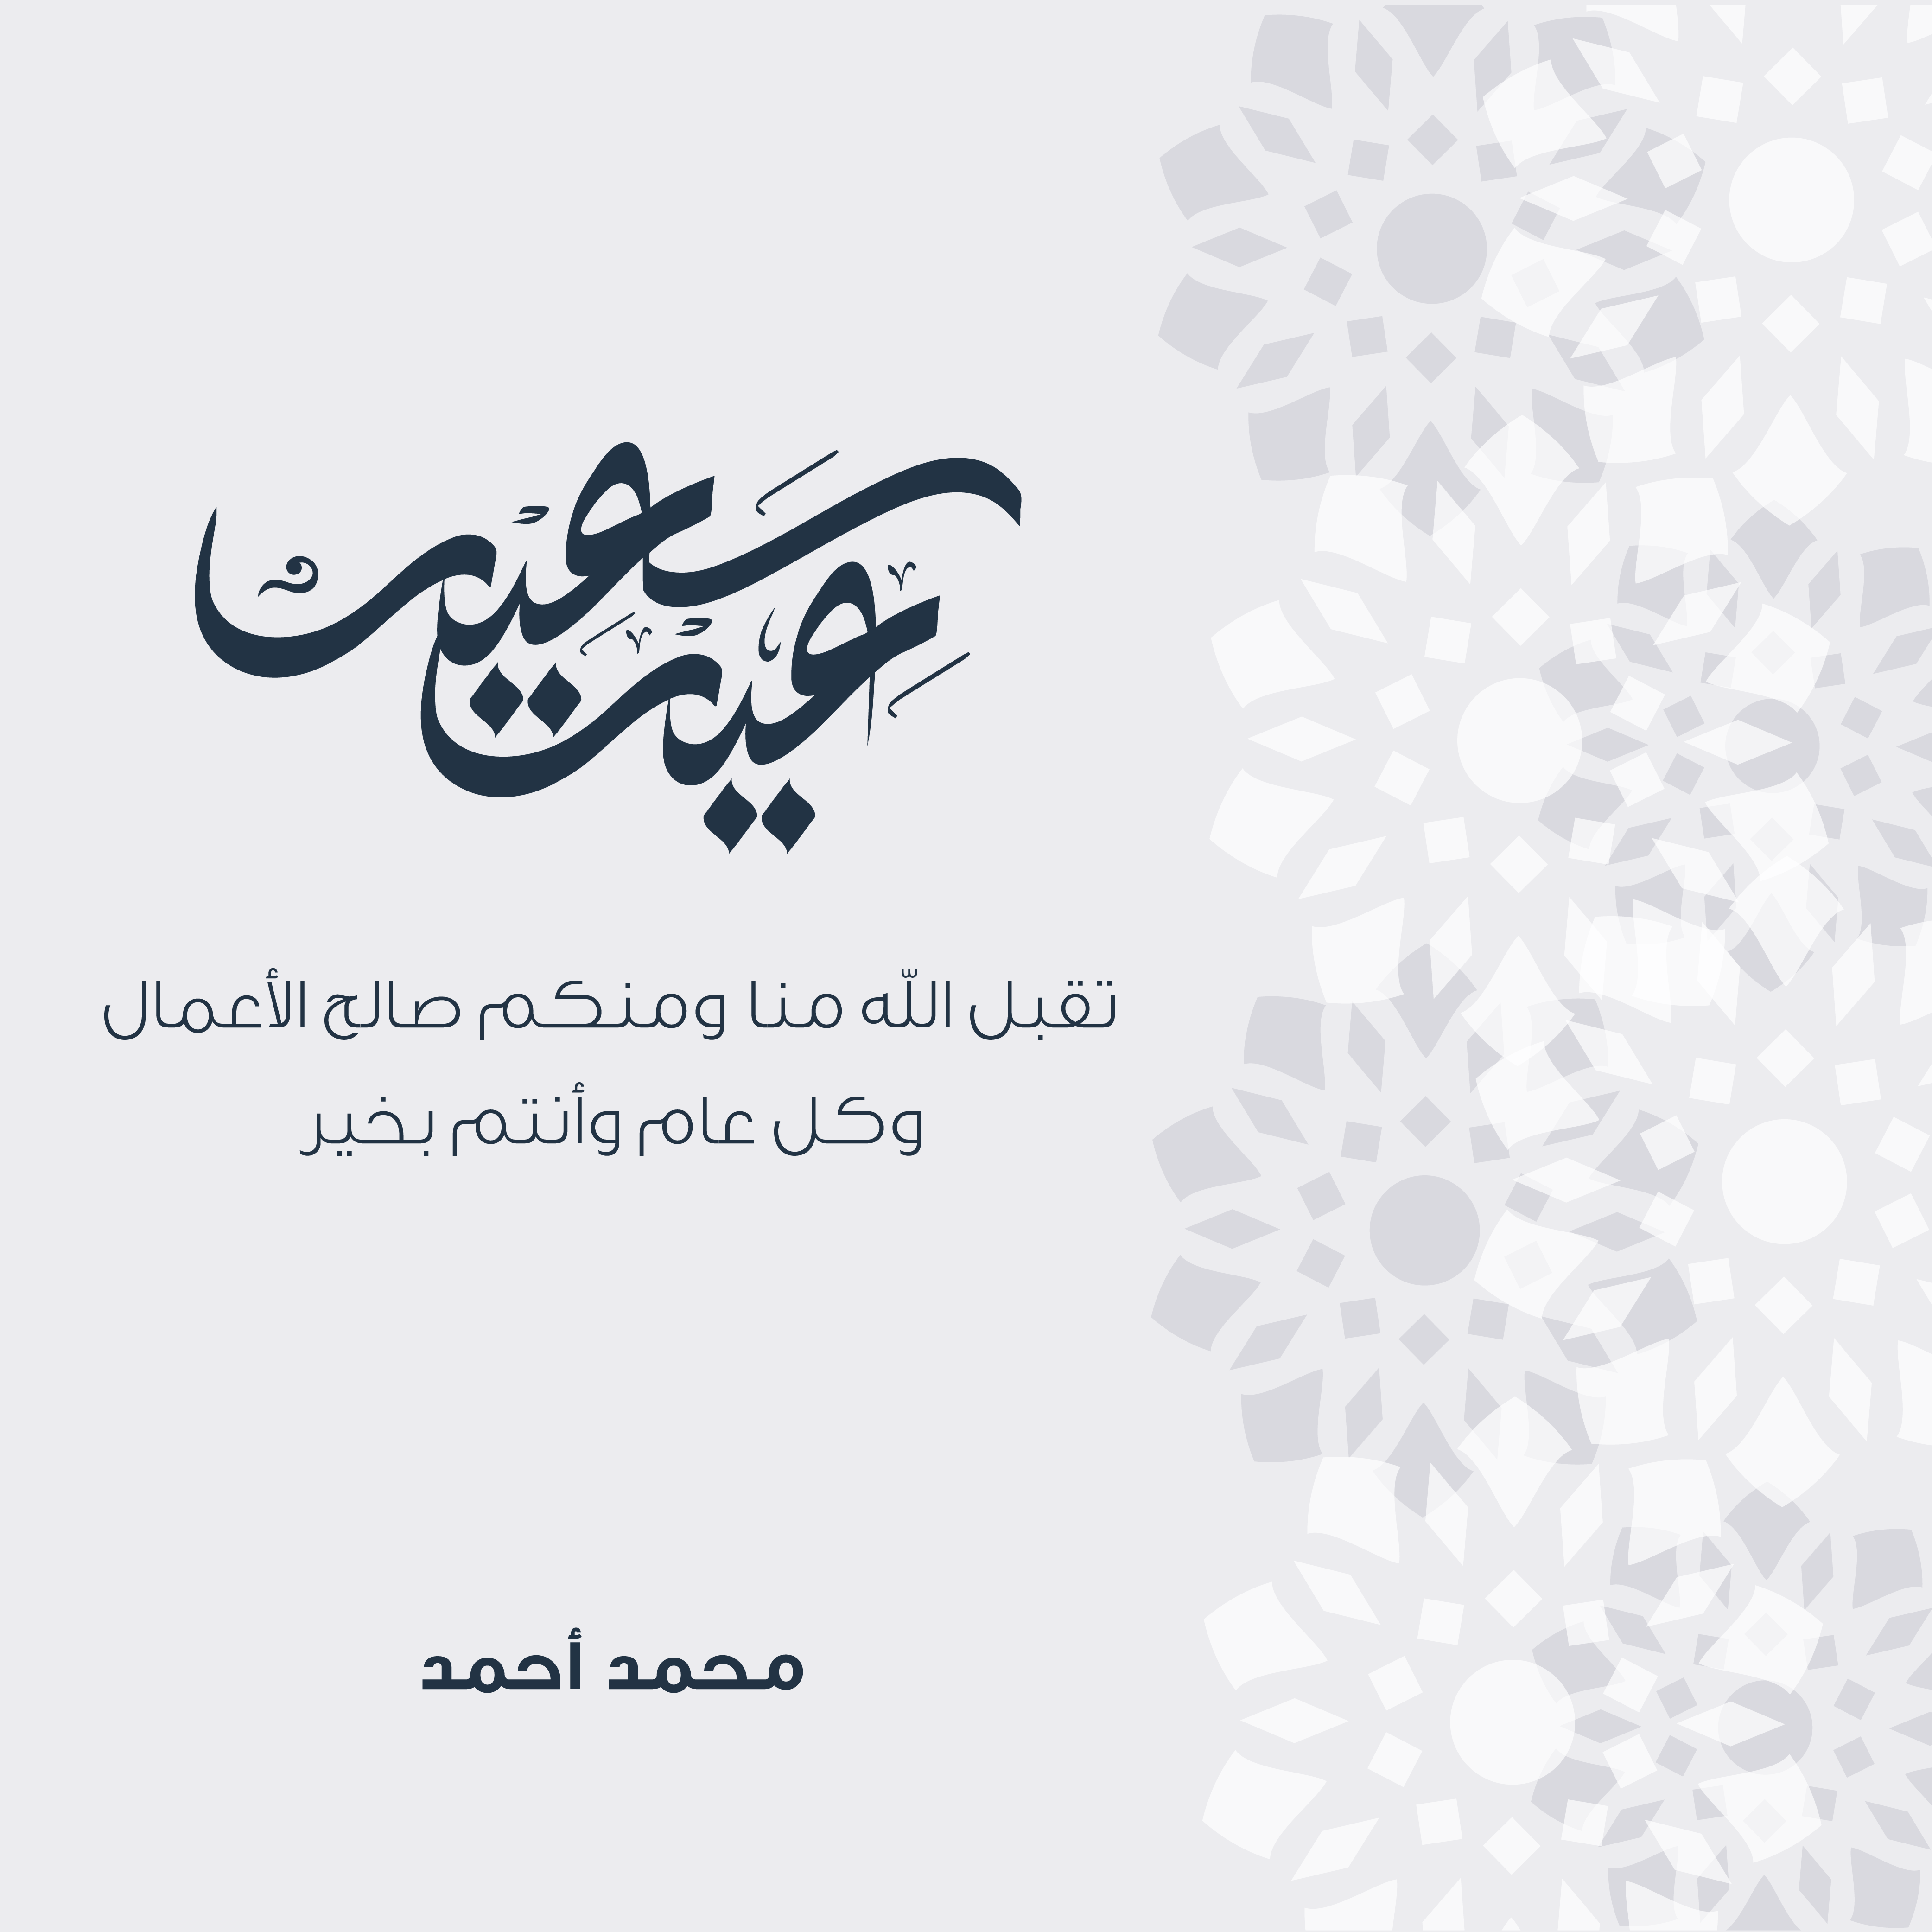 عيد سعيد
تقبل الله منا ومنكم صالح الأعمال
وكل عام وأنتم بخير
محمد أحمد